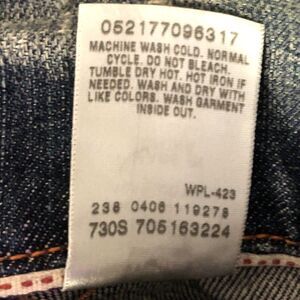 052177096317
MACHINE WASH COLD. NORMAL
CYCLE. DO NOT BLEACH.
TUMBLE DRY HOT. HOT IRON IF
NEEDED. WASH AND DRY WITH
LIKE COLORS. WASH GARMENT
INSIDE OUT.
WPL-423
238 0406 119278
730S 705163224